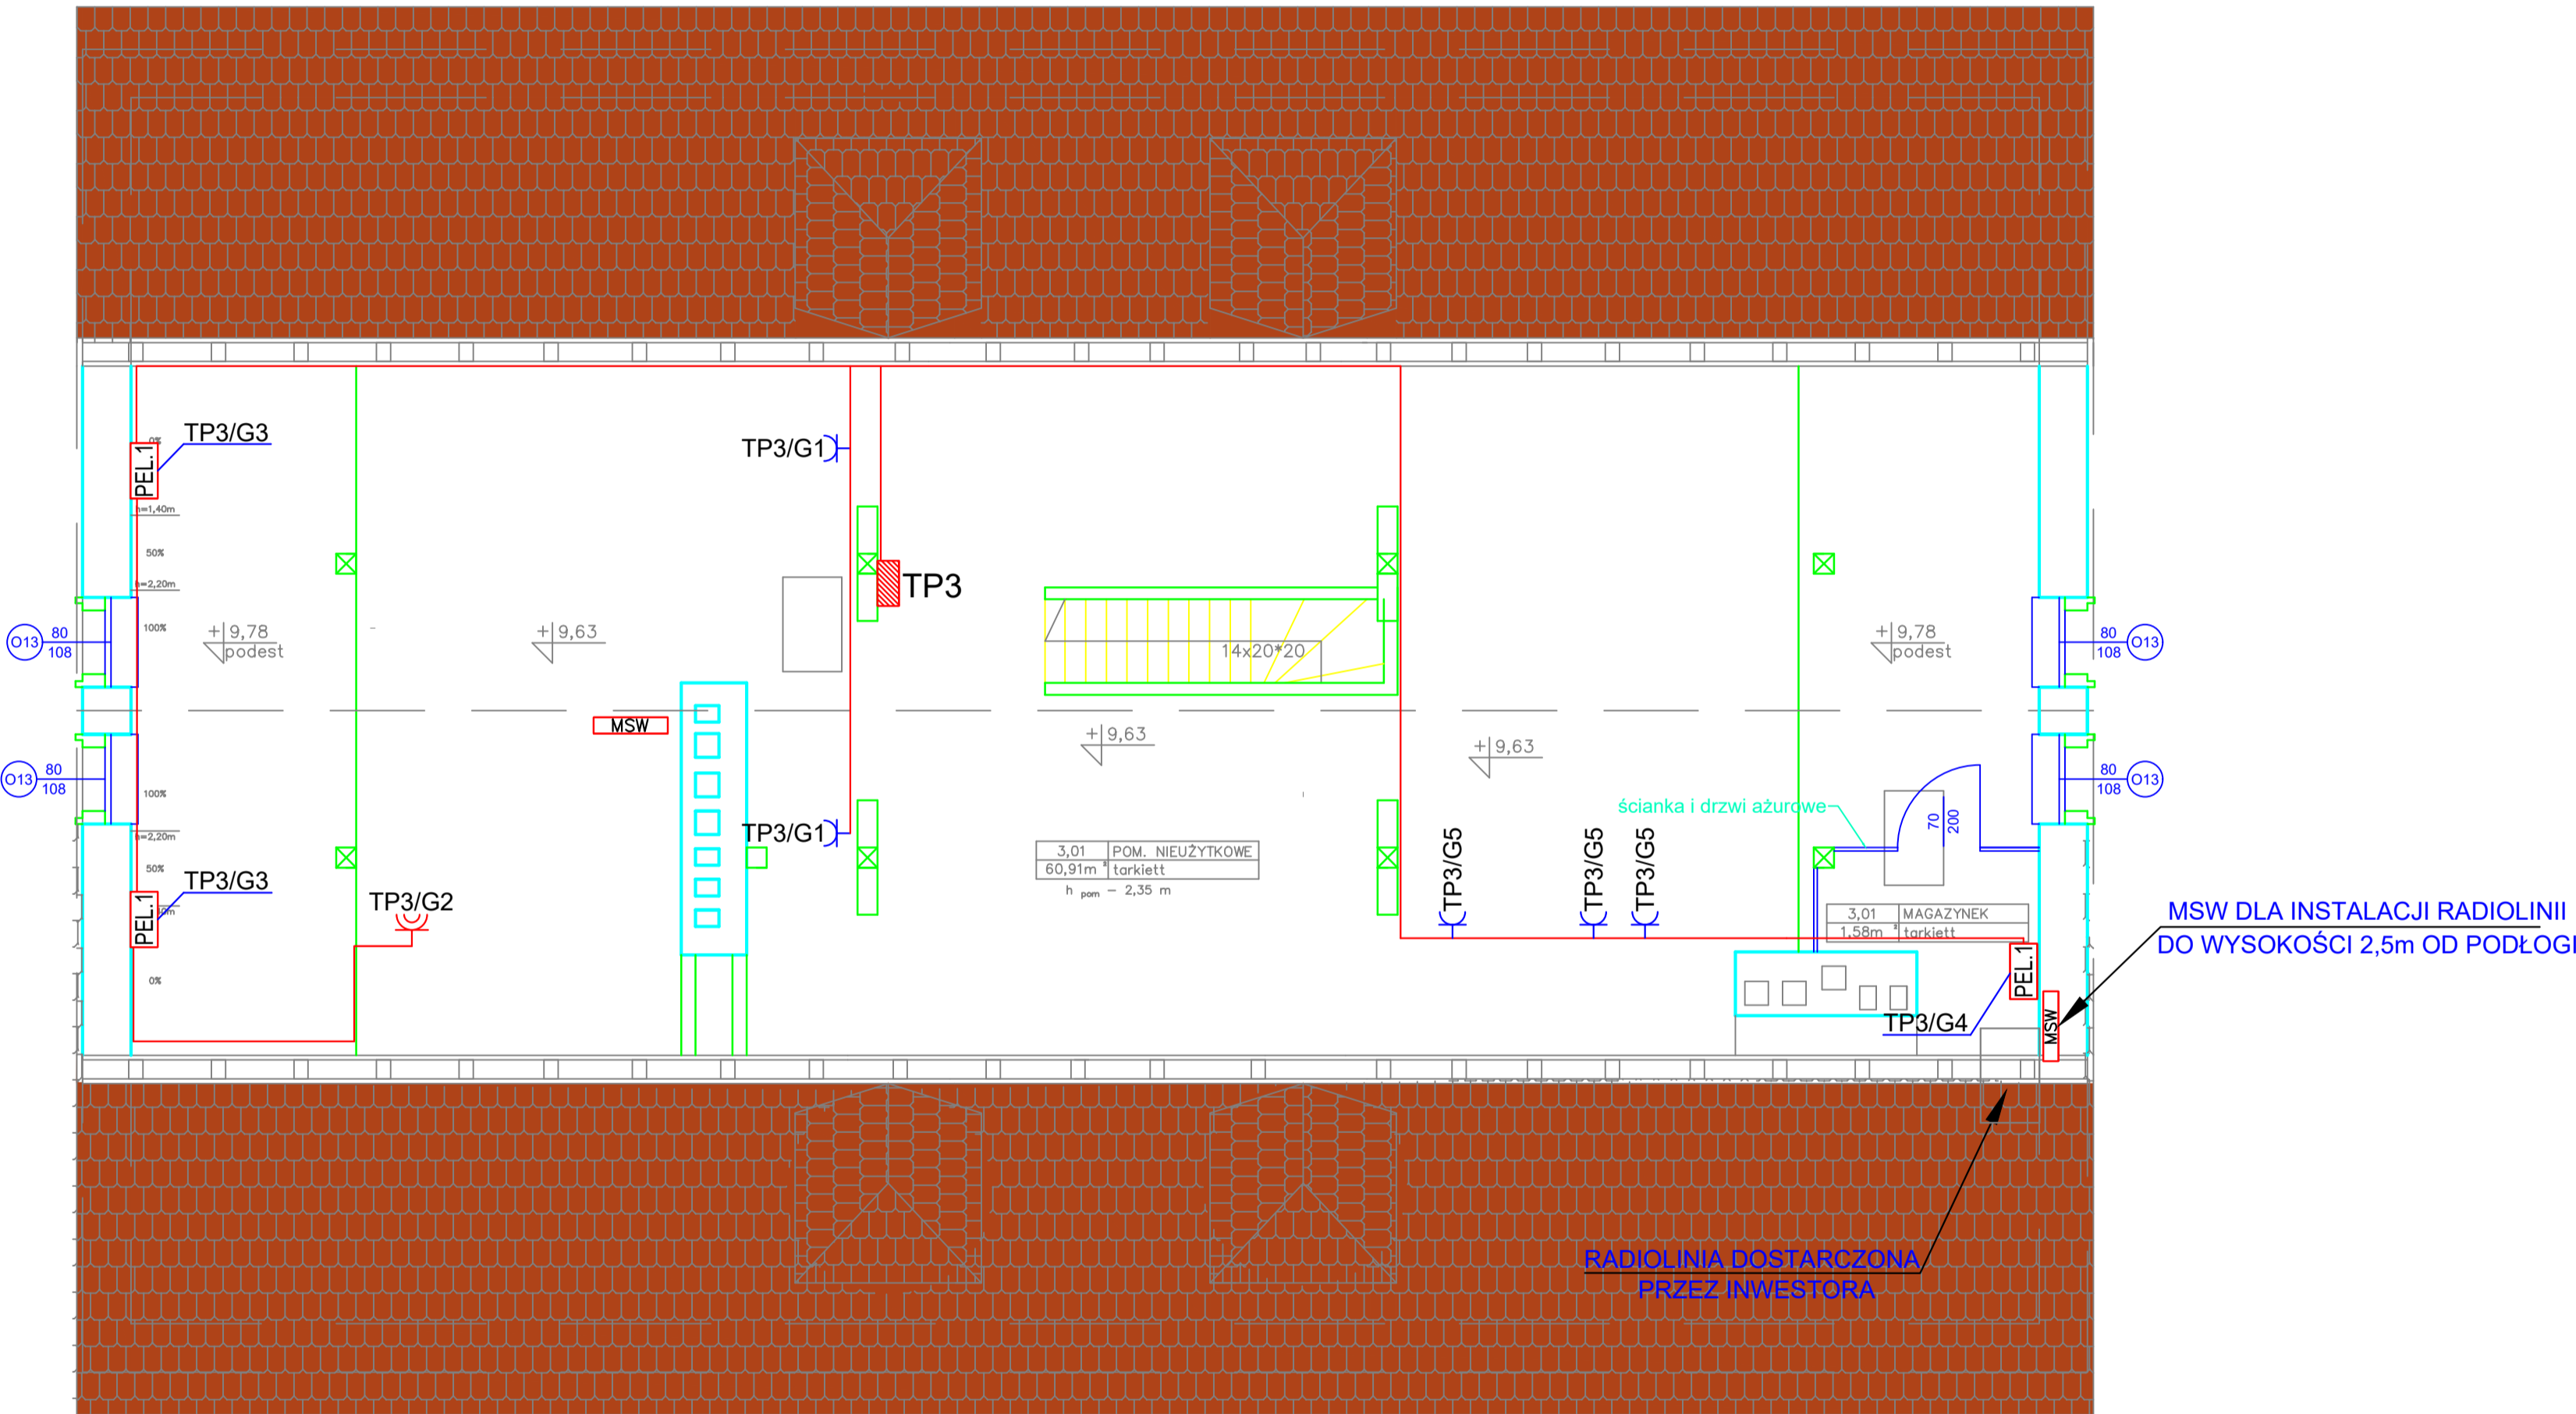 TP3/G3
0%
PEL.1
h=1,40m
50%
h=2,20m
100%
TP3/G1
TP3
O13
80
108
+9,78
podest
+9,63
14x20*20
+9,78
podest
80
108
O13
MSW
+9,63
+9,63
O13
80
108
100%
h=2,20m
50%
80
108
O13
ścianka i drzwi ażurowe
70
200
TP3/G1
3,01 POM. NIEUŻYTKOWE
60,91m² tarkiett
h pom – 2,35 m
TP3/G5
TP3/G5
TP3/G5
TP3/G3
PEL.1
TP3/G2
0%
3,01 MAGAZYNEK
1,58m² tarkiett
PEL.1
TP3/G4
MSW
MSW DLA INSTALACJI RADIOLINII
DO WYSOKOŚCI 2,5m OD PODŁOGI
RADIOLINIA DOSTARCZONA
PRZEZ INWESTORA